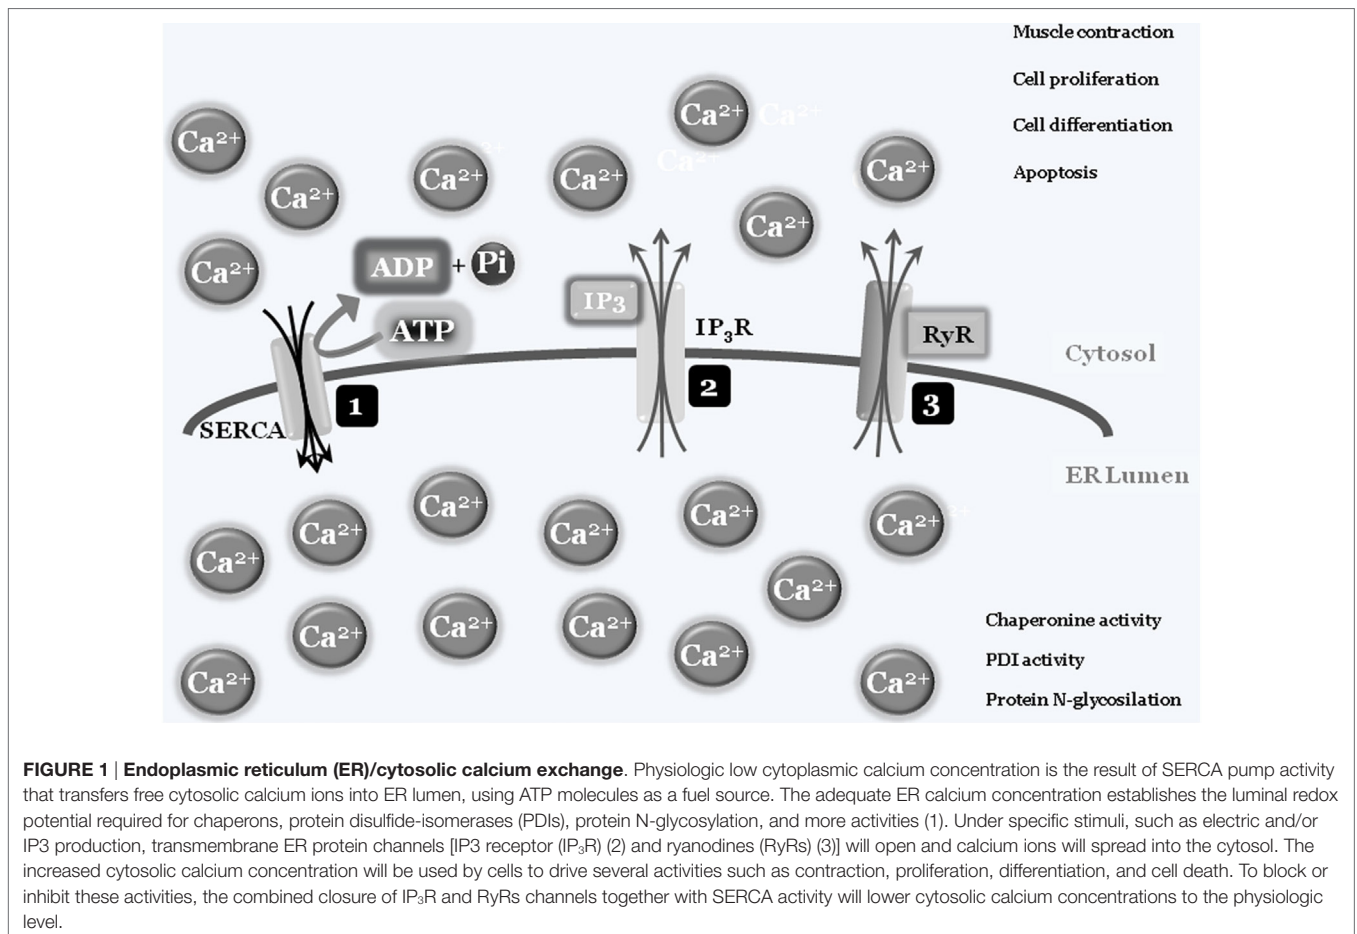 Muscle contraction
Cell proliferation
Cell differentiation
Apoptosis
Ca²⁺ Ca²⁺
Ca²⁺
Ca²⁺ Ca²⁺ 2+ Ca²⁺ Ca²⁺ Ca²⁺
Ca²⁺
Ca²⁺
Ca²⁺
ADP + Pi
ATP
IP3
IP₃R
RyR
Cytosol
1
2
3
SERCA
ER Lumen
Ca²⁺ Ca²⁺ Ca²⁺ 2+
Ca²⁺ Ca²⁺
Ca²⁺ Ca²⁺
Ca²⁺ Ca²⁺ Ca²⁺
Ca²⁺ Ca²⁺ Ca²⁺
Chaperonine activity
PDI activity
Protein N-glycosilation
FIGURE 1 | Endoplasmic reticulum (ER)/cytosolic calcium exchange. Physiologic low cytoplasmic calcium concentration is the result of SERCA pump activity
that transfers free cytosolic calcium ions into ER lumen, using ATP molecules as a fuel source. The adequate ER calcium concentration establishes the luminal redox
potential required for chaperons, protein disulfide-isomerases (PDIs), protein N-glycosylation, and more activities (1). Under specific stimuli, such as electric and/or
IP3 production, transmembrane ER protein channels [IP3 receptor (IP₃R) (2) and ryanodines (RyRs) (3)] will open and calcium ions will spread into the cytosol. The
increased cytosolic calcium concentration will be used by cells to drive several activities such as contraction, proliferation, differentiation, and cell death. To block or
inhibit these activities, the combined closure of IP₃R and RyRs channels together with SERCA activity will lower cytosolic calcium concentrations to the physiologic
level.